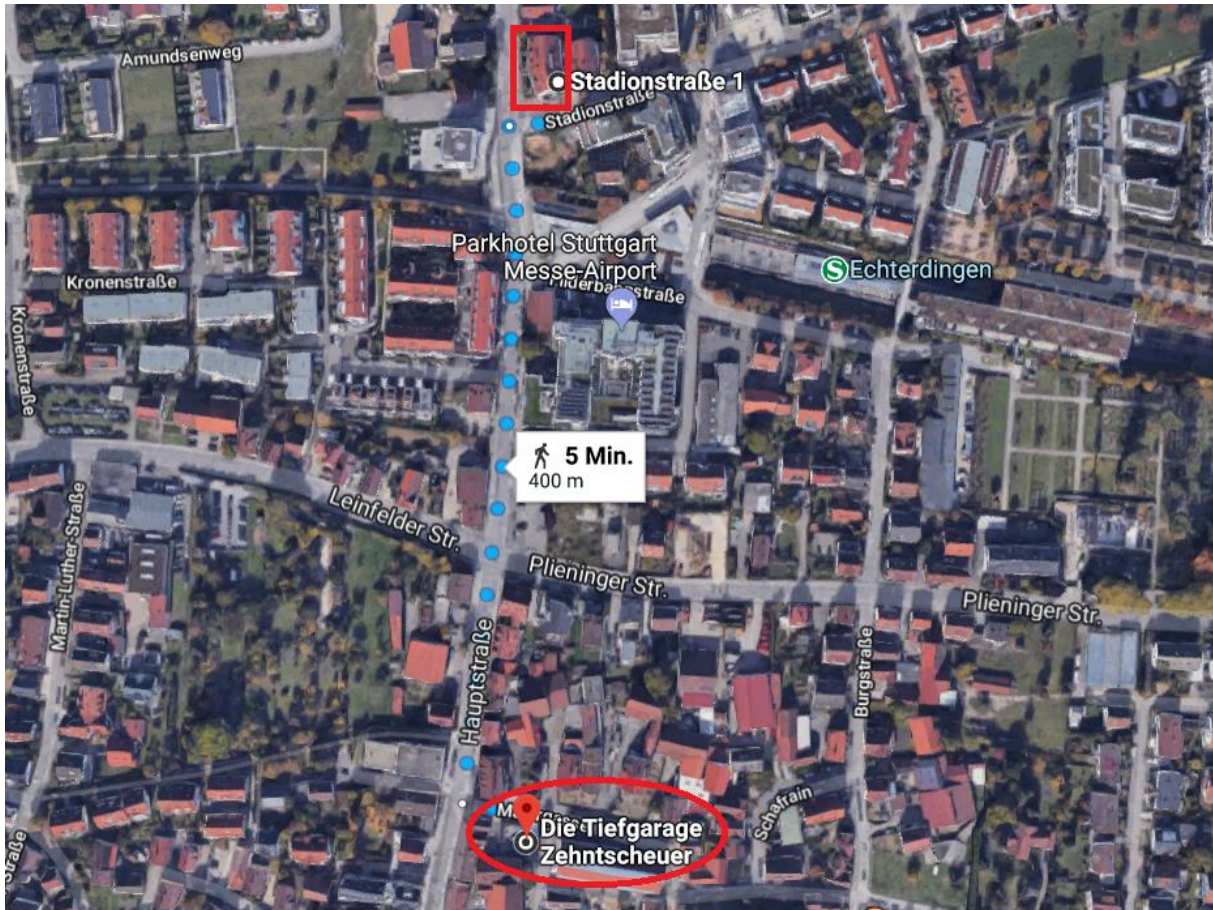 Amundsenweg
Stadionstraße 1
Stadionstraße
Parkhotel Stuttgart
Messe-Airport
S Echterdingen
Kronenstraße
Kronenstraße
5 Min.
400 m
Leinfelder Str.
Martin-Luther-Straße
Plieninger Str.
Plieninger Str.
Hauptstraße
Burgstraße
Schafrain
Die Tiefgarage
Zehntscheuer
Straße